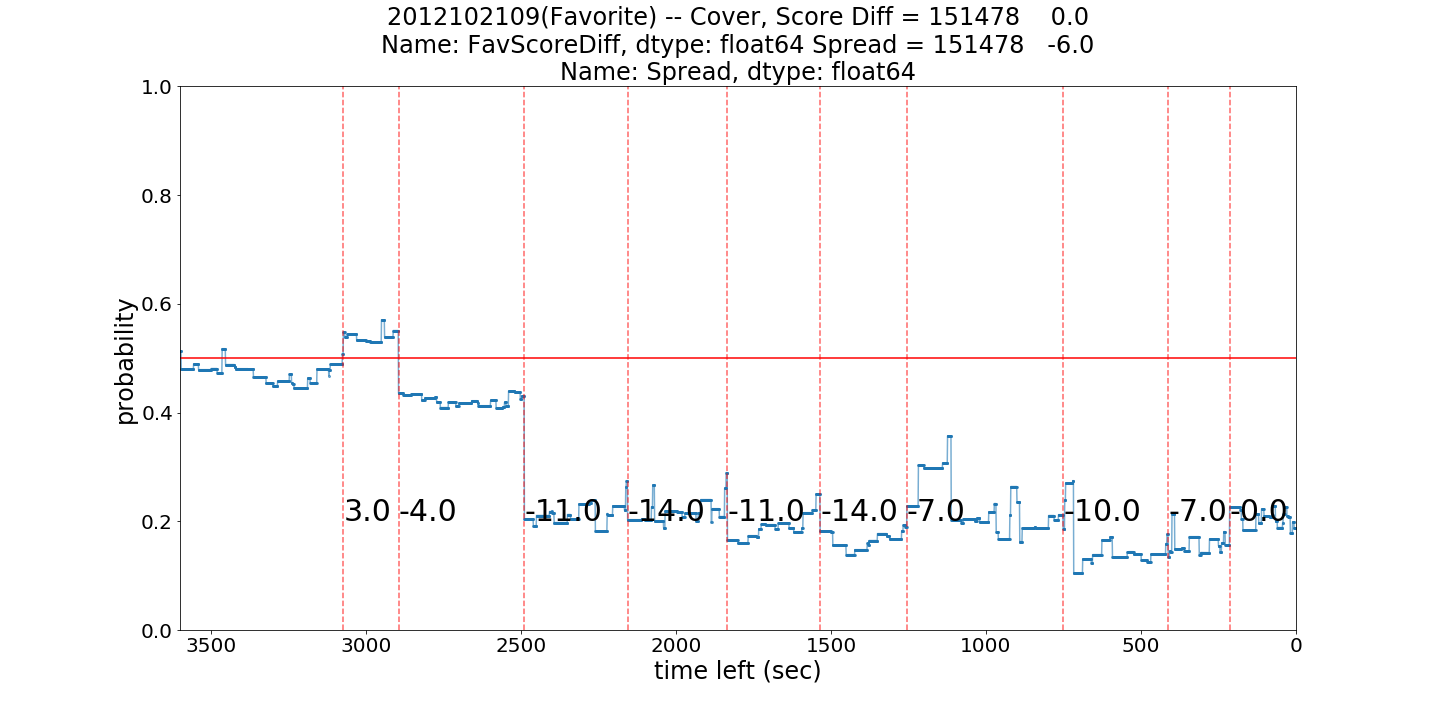 2012102109(Favorite) -- Cover, Score Diff = 151478    0.0
Name: FavScoreDiff, dtype: float64 Spread = 151478   -6.0
Name: Spread, dtype: float64
1.0
0.8
0.6
0.4
0.2
0.0
probability
3.0 -4.0 -11.0 -14.0 -11.0 -14.0 -7.0 -10.0 -7.0 -0.0
3500 3000 2500 2000 1500 1000 500 0
time left (sec)